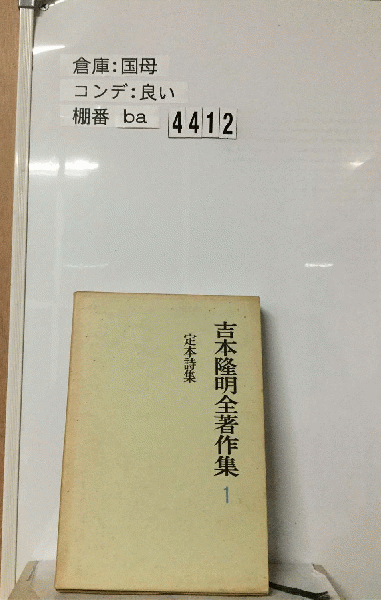 倉庫:国母
コンデ:良い
棚番 ba 4412
吉本隆明全著作集 1
定本詩集